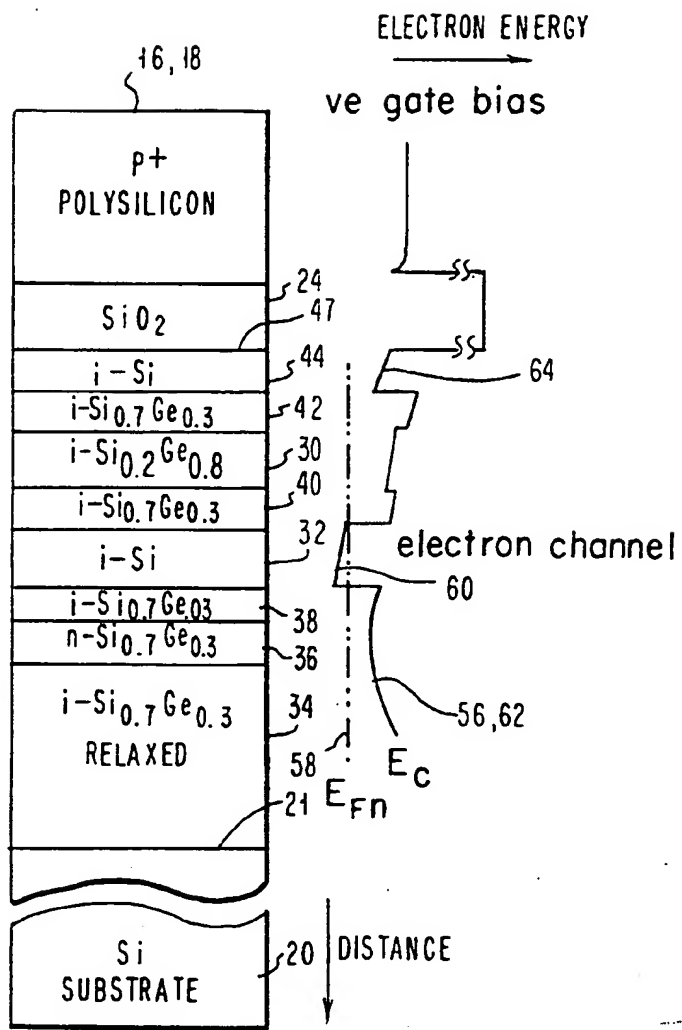 ELECTRON ENERGY
16, 18
ve gate bias
p+
POLYSILICON
24
SiO2
47
i-Si
44
64
i-Si0.7Ge0.3
42
i-Si0.2Ge0.8
30
i-Si0.7Ge0.3
40
i-Si
32
electron channel
60
i-Si0.7Ge.03
38
n-Si0.7Ge0.3
36
i-Si0.7Ge0.3
34
RELAXED
56,62
58
EFn
Ec
21
Si
SUBSTRATE
20
DISTANCE